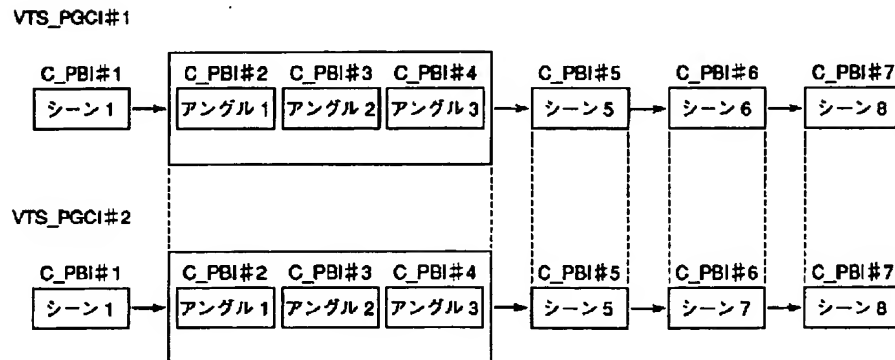 VTS_PGCI#1
C_PBI#1 C_PBI#2 C_PBI#3 C_PBI#4 C_PBI#5 C_PBI#6 C_PBI#7
シーン1 アングル1 アングル2 アングル3 シーン5 シーン6 シーン8
VTS_PGCI#2
C_PBI#1 C_PBI#2 C_PBI#3 C_PBI#4 C_PBI#5 C_PBI#6 C_PBI#7
シーン1 アングル1 アングル2 アングル3 シーン5 シーン7 シーン8